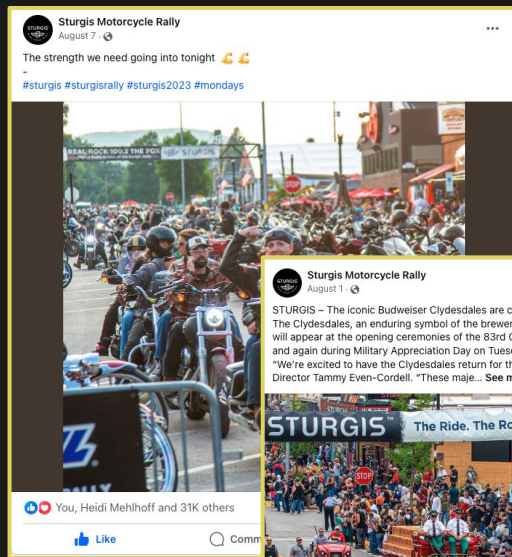 STURGIS
Sturgis Motorcycle Rally
August 7 ·
The strength we need going into tonight
-
#sturgis #sturgisrally #sturgis2023 #mondays
REAL ROCK 100.3 THE FOX
STURGIS
STOP
You, Heidi Mehlhoff and 31K others
Like
Comm
STURGIS
Sturgis Motorcycle Rally
August 1 ·
STURGIS – The iconic Budweiser Clydesdales are c
The Clydesdales, an enduring symbol of the brewer
will appear at the opening ceremonies of the 83rd
and again during Military Appreciation Day on Tues
"We're excited to have the Clydesdales return for th
Director Tammy Even-Cordell. "These maje... See m
STURGIS™
The Ride. The Ro
STOP